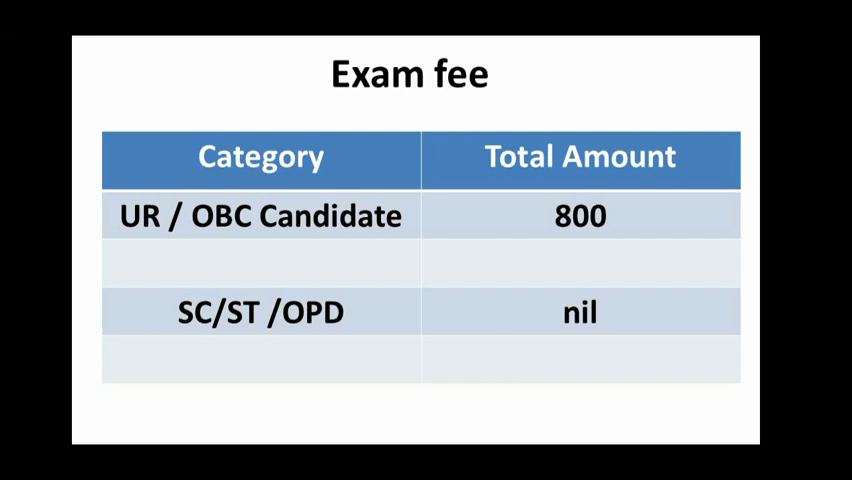 Exam fee
Category Total Amount
UR / OBC Candidate 800
SC/ST /OPD nil